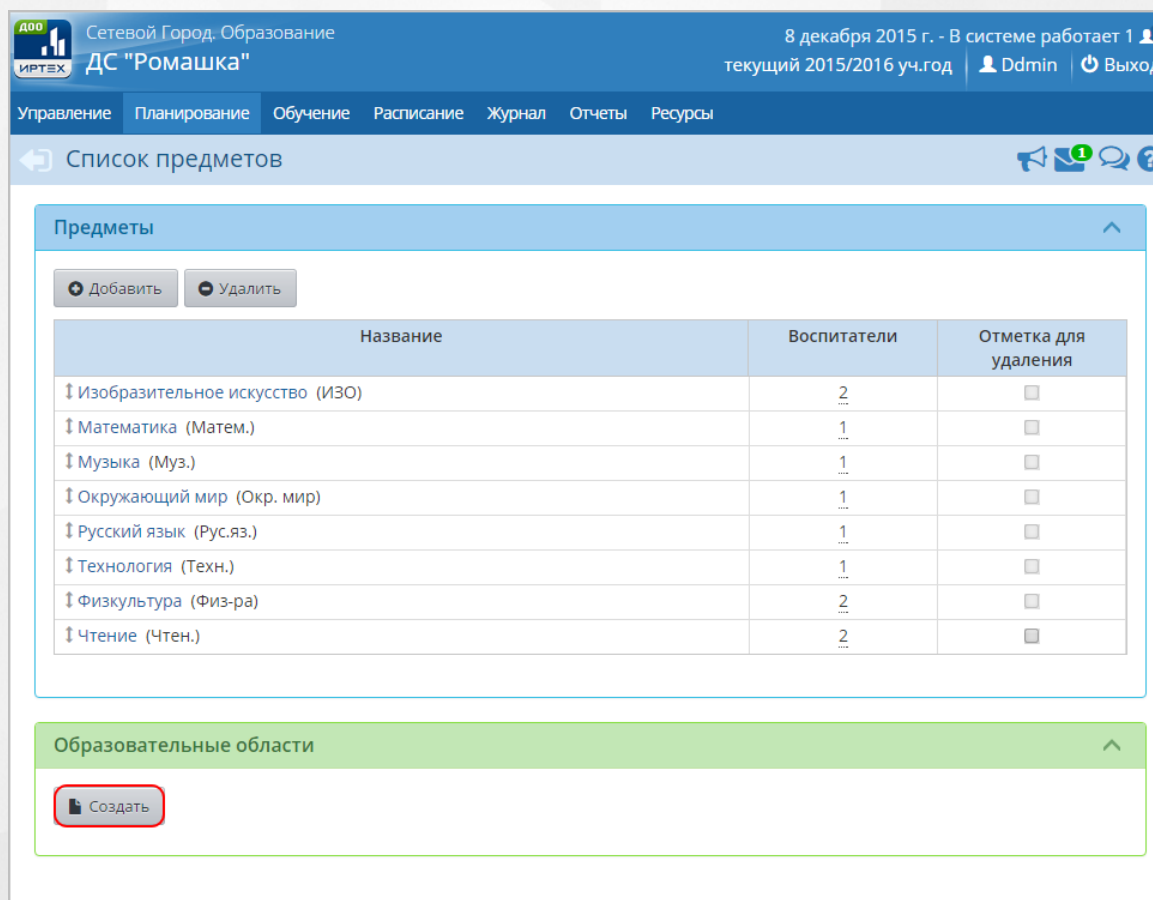 ДОО
ИРТЕХ
Сетевой Город. Образование
ДС "Ромашка"
8 декабря 2015 г. - В системе работает 1
текущий 2015/2016 уч.год Ddmin Выход
Управление Планирование Обучение Расписание Журнал Отчеты Ресурсы
Список предметов
1
Предметы
Добавить Удалить
Название Воспитатели Отметка для удаления
Изобразительное искусство (ИЗО) 2
Математика (Матем.) 1
Музыка (Муз.) 1
Окружающий мир (Окр. мир) 1
Русский язык (Рус.яз.) 1
Технология (Техн.) 1
Физкультура (Физ-ра) 2
Чтение (Чтен.) 2
Образовательные области
Создать